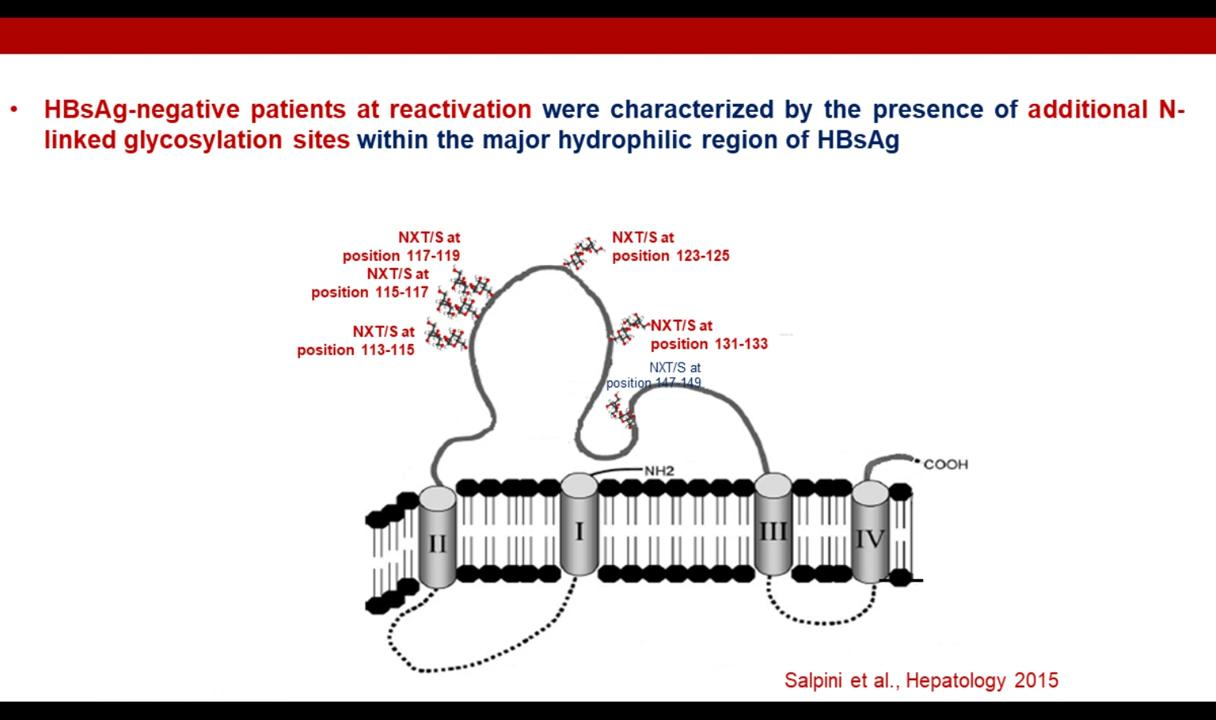 • HBsAg-negative patients at reactivation were characterized by the presence of additional N-
linked glycosylation sites within the major hydrophilic region of HBsAg
NXT/S at
position 117-119
NXT/S at
position 115-117
NXT/S at
position 113-115
NXT/S at
position 123-125
NXT/S at
position 131-133
NXT/S at
position 147-149
NH2
COOH
II
I
III
IV
Salpini et al., Hepatology 2015